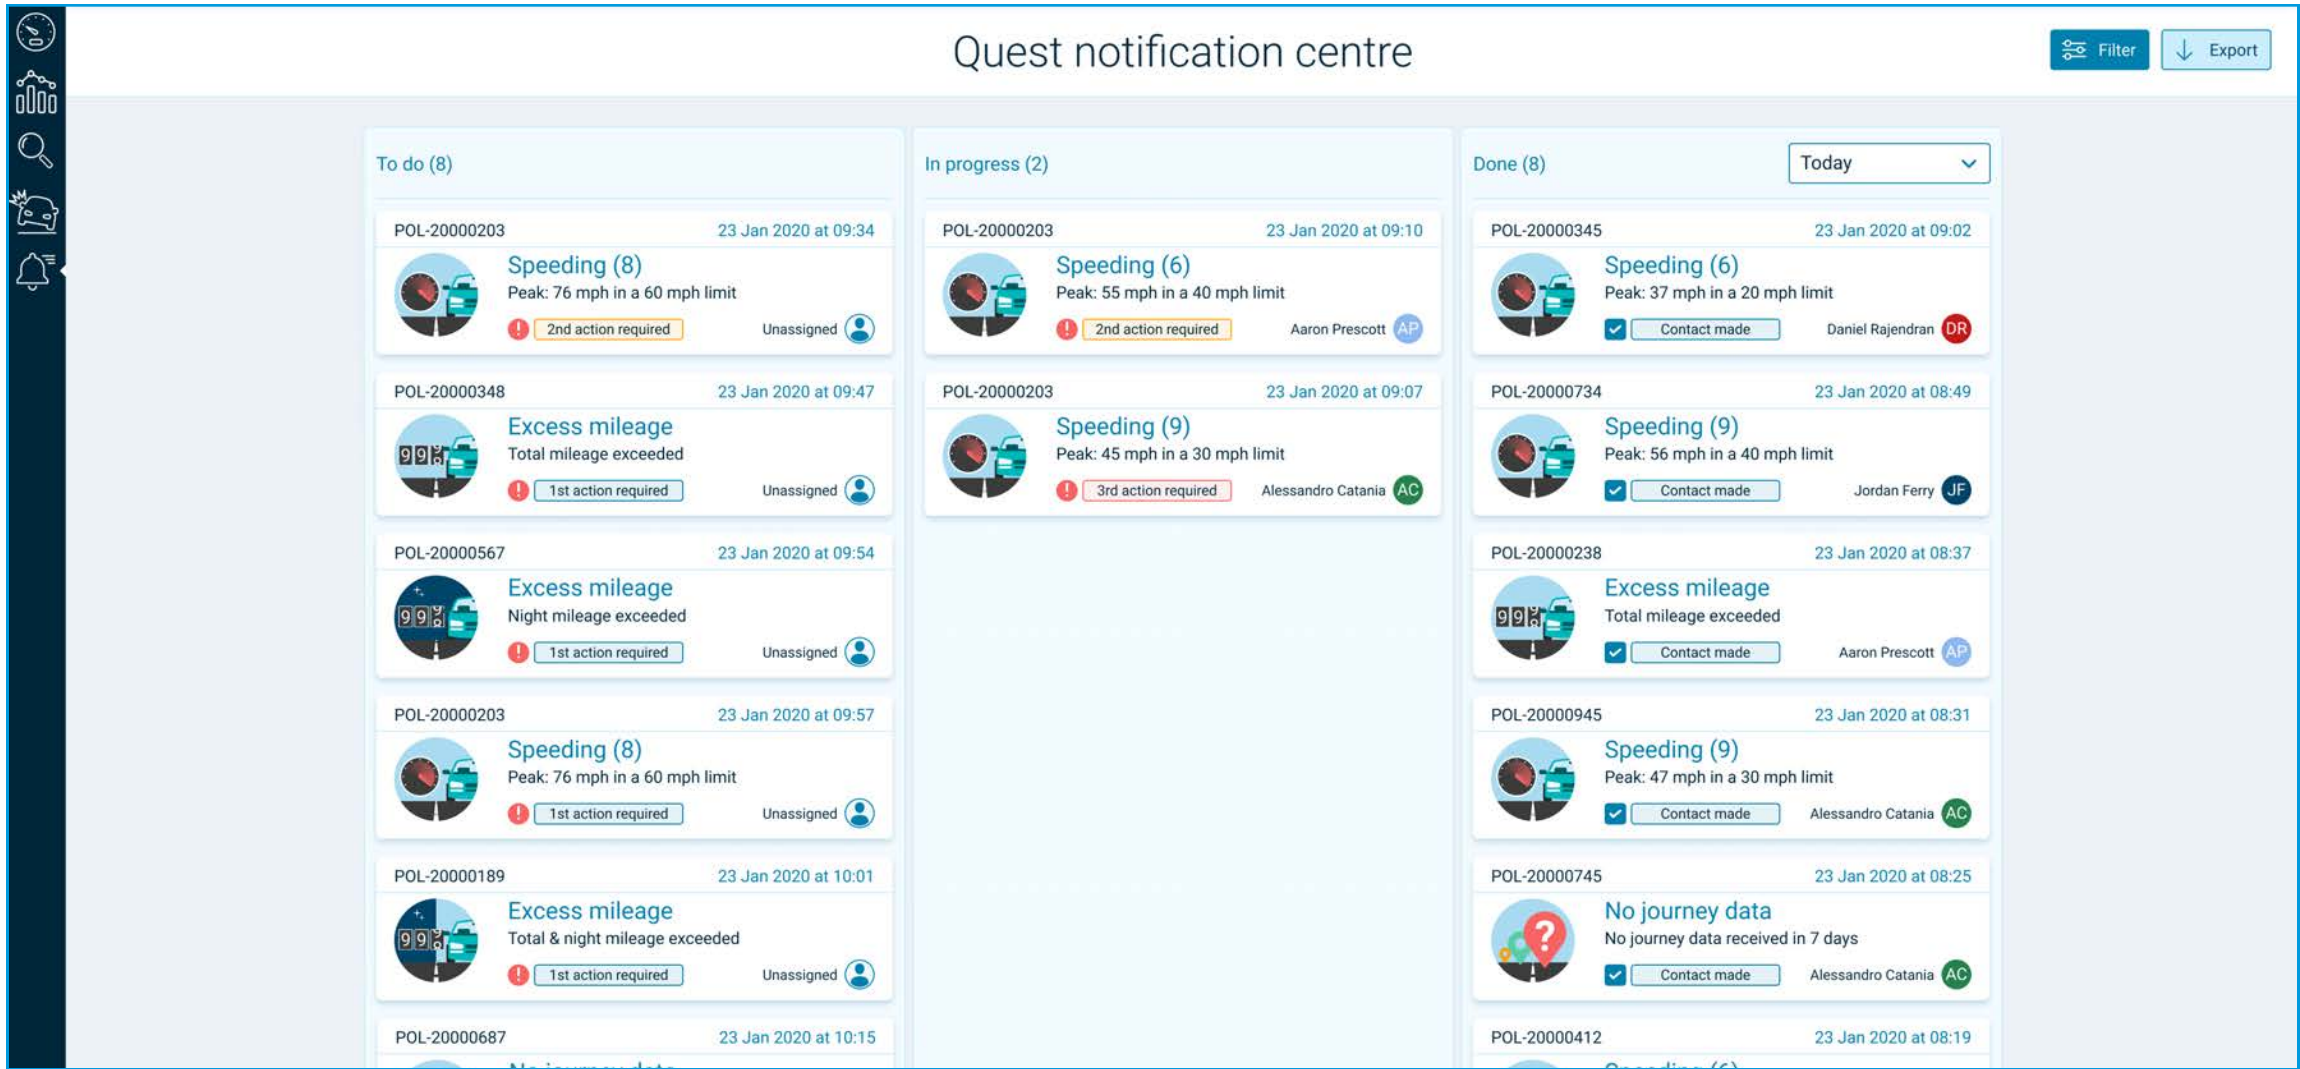 Quest notification centre
Filter
Export
To do (8)
POL-20000203
23 Jan 2020 at 09:34
Speeding (8)
Peak: 76 mph in a 60 mph limit
2nd action required
Unassigned
POL-20000348
23 Jan 2020 at 09:47
Excess mileage
Total mileage exceeded
1st action required
Unassigned
POL-20000567
23 Jan 2020 at 09:54
Excess mileage
Night mileage exceeded
1st action required
Unassigned
POL-20000203
23 Jan 2020 at 09:57
Speeding (8)
Peak: 76 mph in a 60 mph limit
1st action required
Unassigned
POL-20000189
23 Jan 2020 at 10:01
Excess mileage
Total & night mileage exceeded
1st action required
Unassigned
POL-20000687
23 Jan 2020 at 10:15
In progress (2)
POL-20000203
23 Jan 2020 at 09:10
Speeding (6)
Peak: 55 mph in a 40 mph limit
2nd action required
Aaron Prescott AP
POL-20000203
23 Jan 2020 at 09:07
Speeding (9)
Peak: 45 mph in a 30 mph limit
3rd action required
Alessandro Catania AC
Done (8)
Today
POL-20000345
23 Jan 2020 at 09:02
Speeding (6)
Peak: 37 mph in a 20 mph limit
Contact made
Daniel Rajendran DR
POL-20000734
23 Jan 2020 at 08:49
Speeding (9)
Peak: 56 mph in a 40 mph limit
Contact made
Jordan Ferry JF
POL-20000238
23 Jan 2020 at 08:37
Excess mileage
Total mileage exceeded
Contact made
Aaron Prescott AP
POL-20000945
23 Jan 2020 at 08:31
Speeding (9)
Peak: 47 mph in a 30 mph limit
Contact made
Alessandro Catania AC
POL-20000745
23 Jan 2020 at 08:25
No journey data
No journey data received in 7 days
Contact made
Alessandro Catania AC
POL-20000412
23 Jan 2020 at 08:19